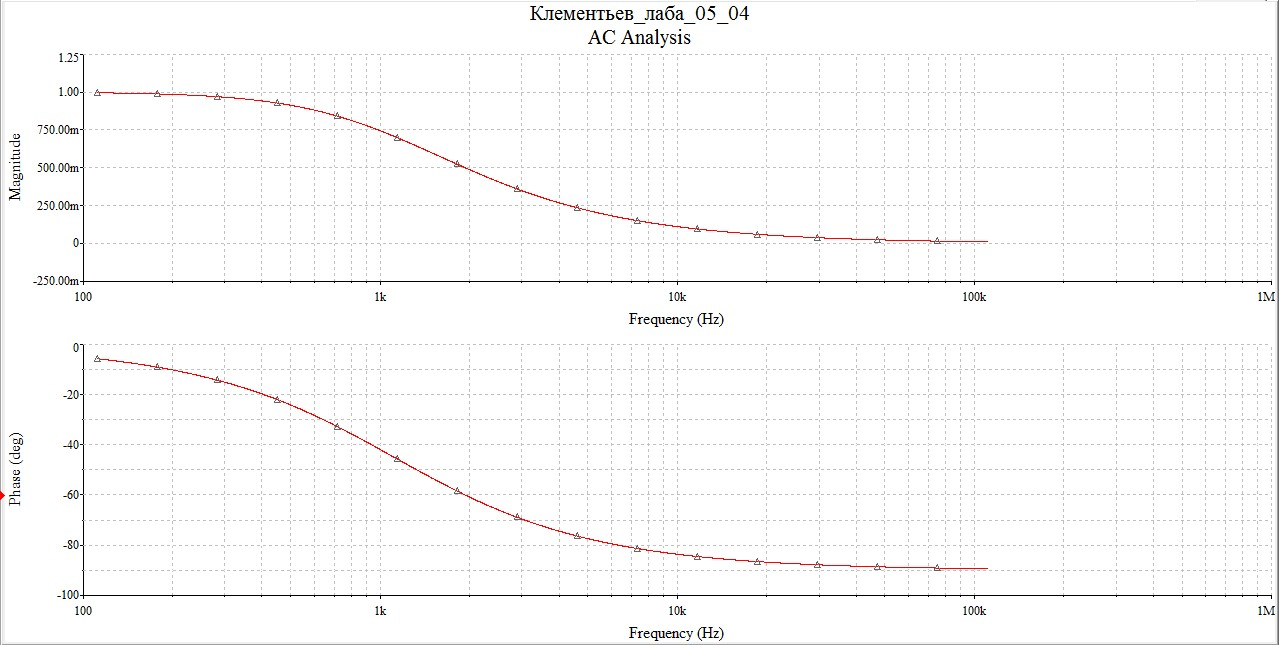 Клементьев_лаба_05_04
AC Analysis
1.25
1.00
750.00m
500.00m
250.00m
0
-250.00m
Magnitude
100 1k 10k 100k 1M
Frequency (Hz)
0
-20
-40
-60
-80
-100
Phase (deg)
100 1k 10k 100k 1M
Frequency (Hz)